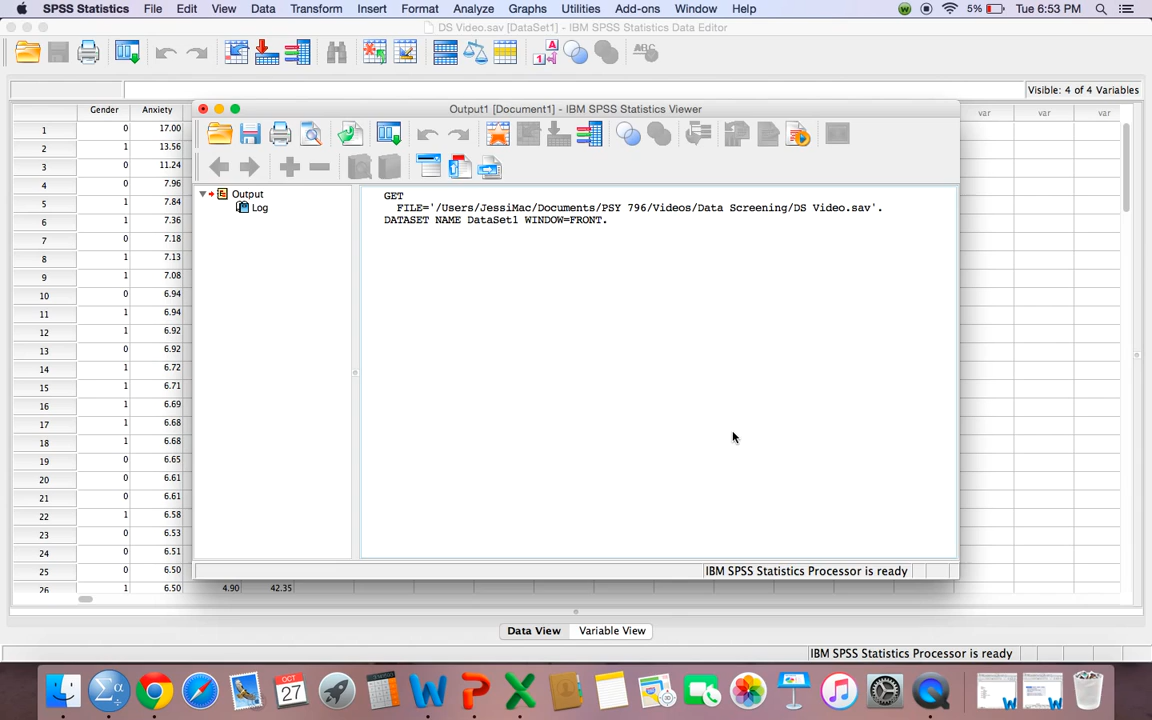 SPSS Statistics File Edit View Data Transform Insert Format Analyze Graphs Utilities Add-ons Window Help 5% Tue 6:53 PM
DS Video.sav [DataSet1] - IBM SPSS Statistics Data Editor
Visible: 4 of 4 Variables
Gender Anxiety var var var
1 0 17.00
2 1 13.56
3 0 11.24
4 0 7.96
5 1 7.84
6 1 7.36
7 0 7.18
8 1 7.13
9 1 7.08
10 0 6.94
11 1 6.94
12 1 6.92
13 0 6.92
14 1 6.72
15 1 6.71
16 1 6.69
17 1 6.68
18 1 6.68
19 0 6.65
20 0 6.61
21 0 6.61
22 1 6.58
23 0 6.53
24 0 6.51
25 0 6.50
26 1 6.50 4.90 42.35
Output1 [Document1] - IBM SPSS Statistics Viewer
Output
Log
GET
FILE='/Users/JessiMac/Documents/PSY 796/Videos/Data Screening/DS Video.sav'.
DATASET NAME DataSet1 WINDOW=FRONT.
IBM SPSS Statistics Processor is ready
Data View Variable View
IBM SPSS Statistics Processor is ready
OCT
27